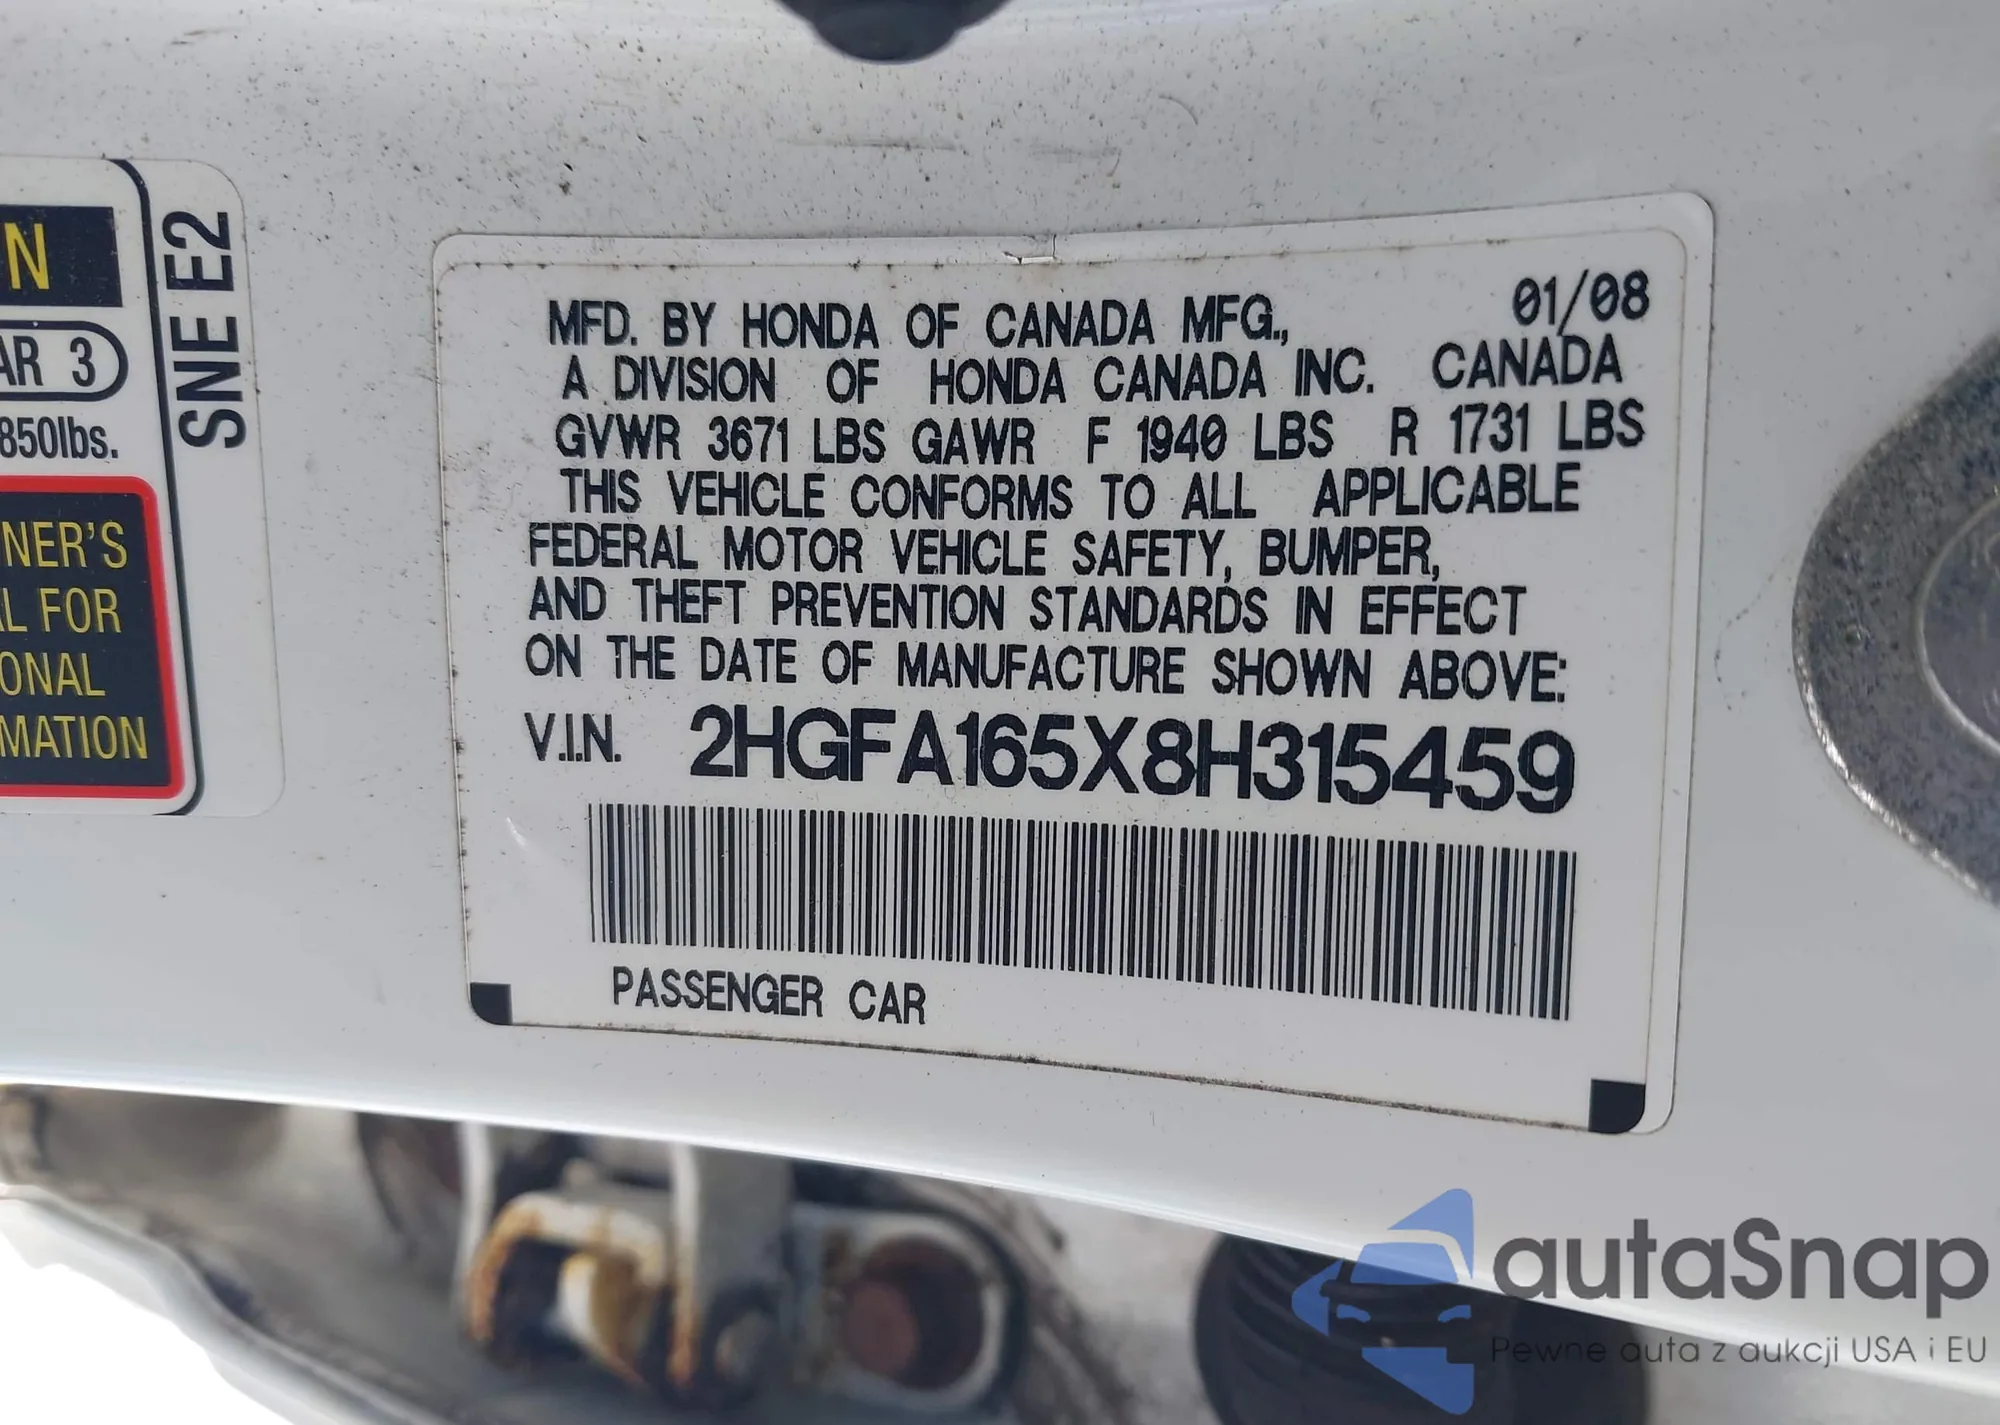 N
AR 3
850lbs.
NER'S
L FOR
ONAL
MATION
SNE E2
01/08
MFD. BY HONDA OF CANADA MFG.,
A DIVISION OF HONDA CANADA INC. CANADA
GVWR 3671 LBS GAWR F 1940 LBS R 1731 LBS
THIS VEHICLE CONFORMS TO ALL APPLICABLE
FEDERAL MOTOR VEHICLE SAFETY, BUMPER,
AND THEFT PREVENTION STANDARDS IN EFFECT
ON THE DATE OF MANUFACTURE SHOWN ABOVE:
V.I.N. 2HGFA165X8H315459
PASSENGER CAR
autoSnap
Pewne auta z aukcji USA i EU